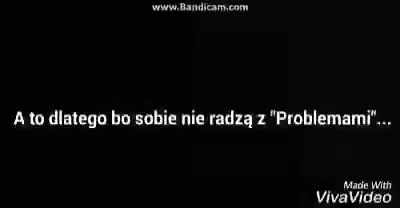 www.Bandicam.com
A to dlatego bo sobie nie radzą z "Problemami"...
Made With
VivaVideo